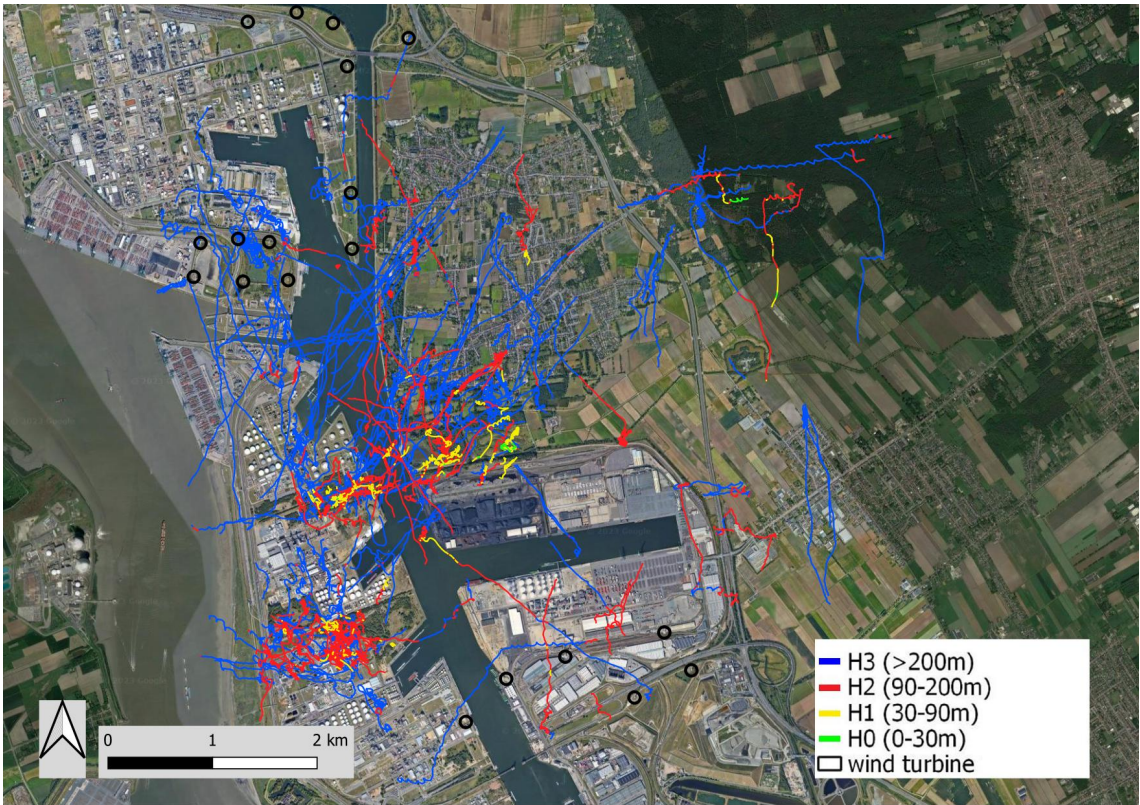 H3 (>200m)
H2 (90-200m)
H1 (30-90m)
H0 (0-30m)
wind turbine
0 1 2 km